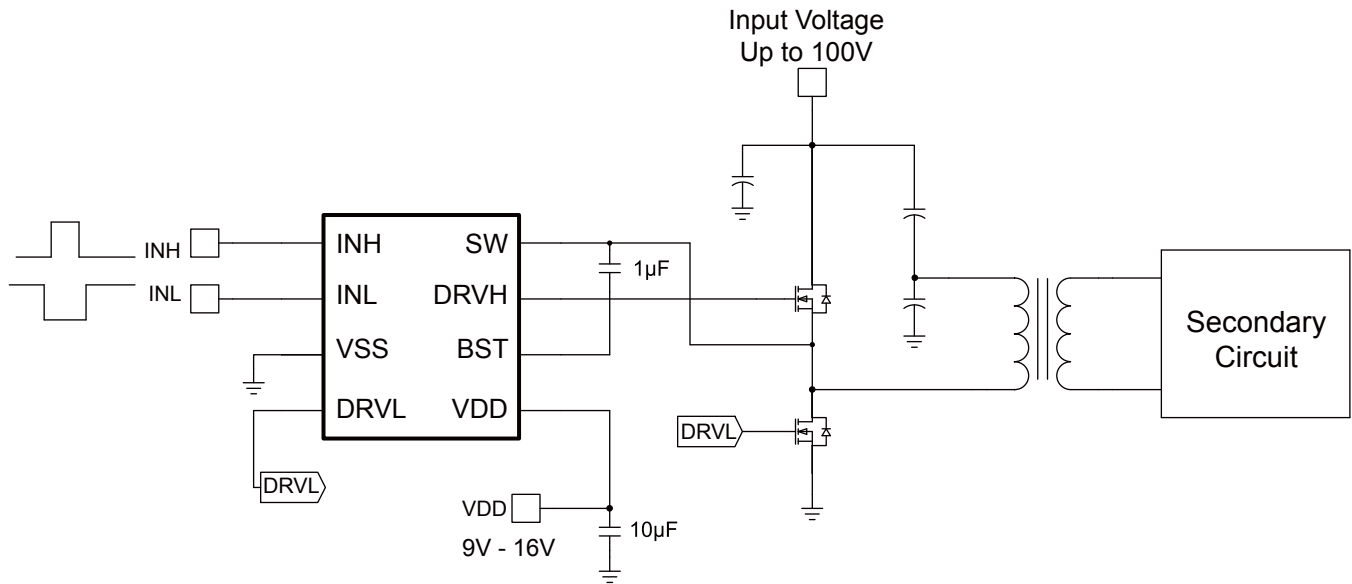 Input Voltage
Up to 100V
INH
INL
INH
INL
VSS
DRVL
SW
DRVH
BST
VDD
1µF
DRVL
DRVL
VDD
9V - 16V
10µF
Secondary
Circuit